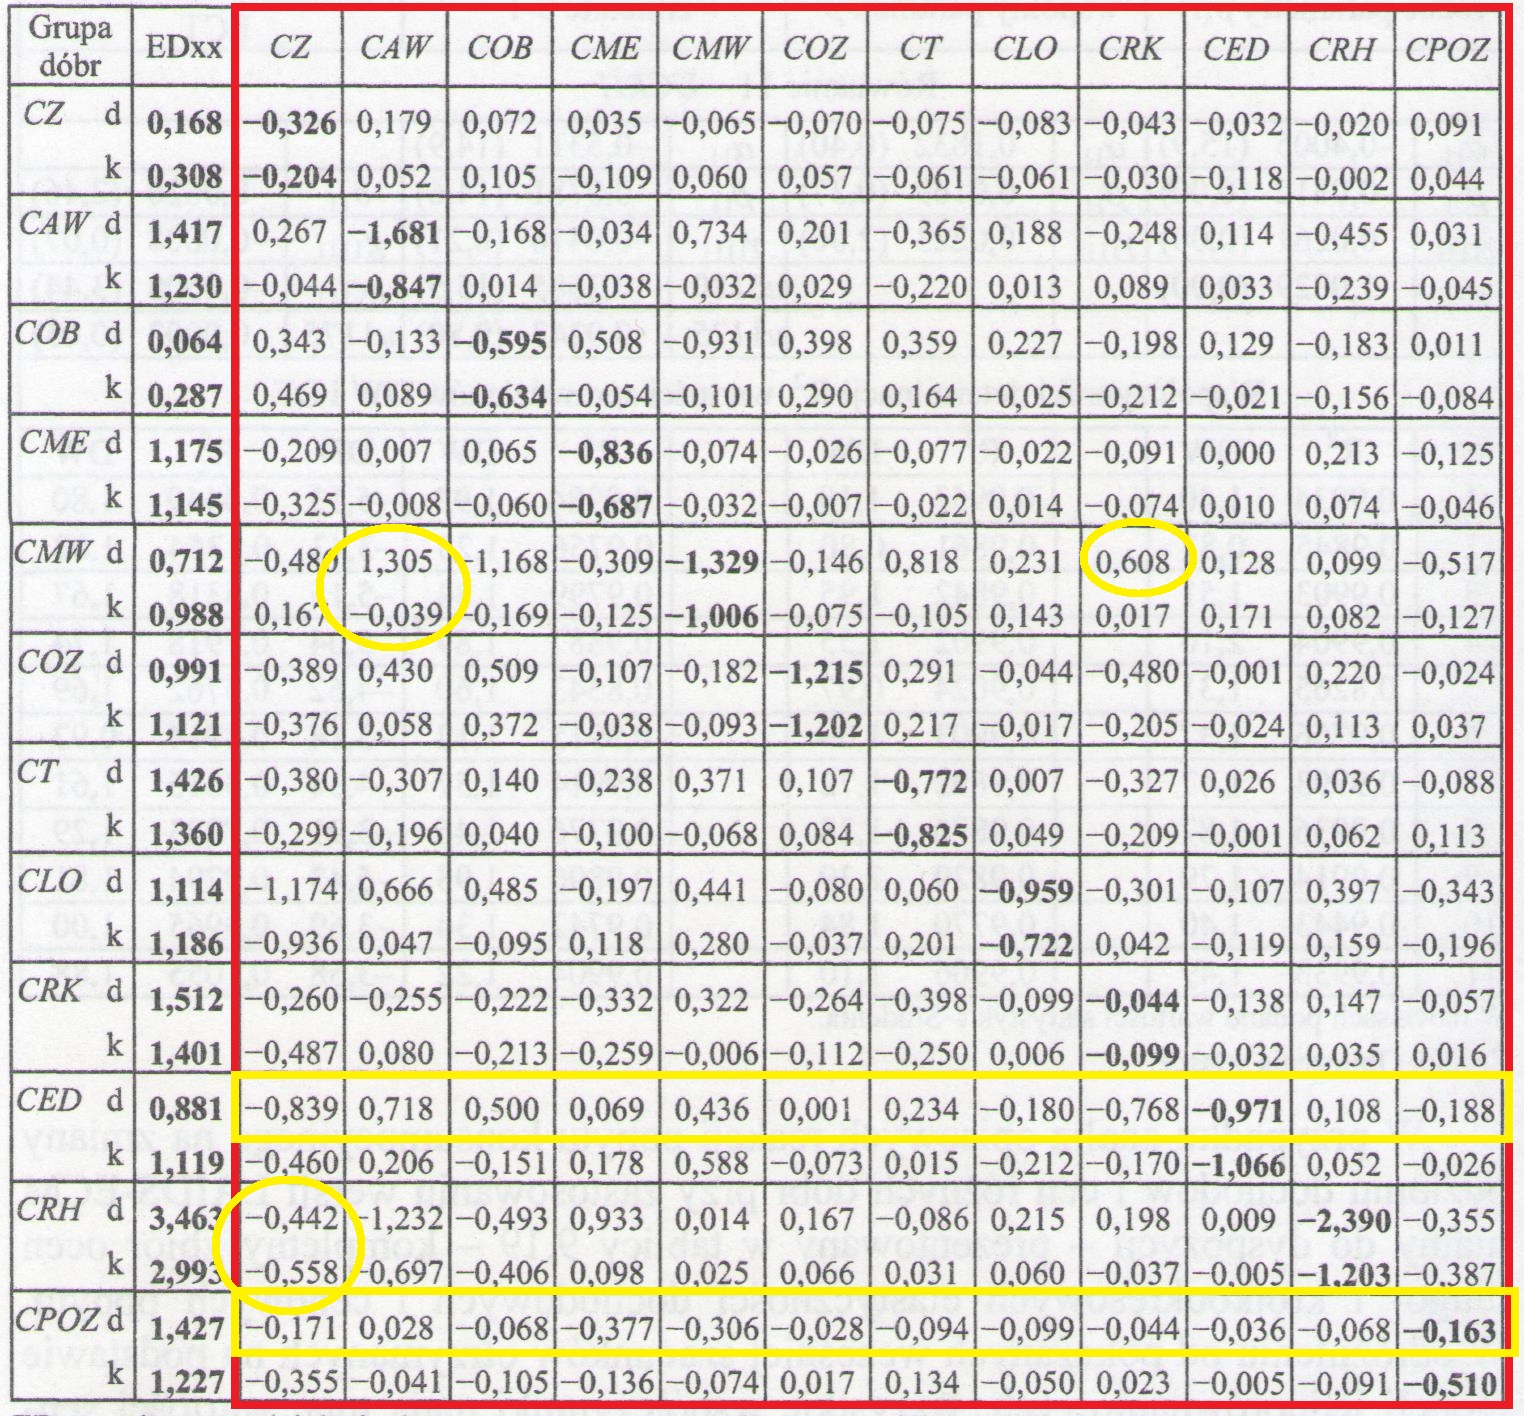 Grupa dóbr EDxx CZ CAW COB CME CMW COZ CT CLO CRK CED CRH CPOZ
CZ d 0,168 −0,326 0,179 0,072 0,035 −0,065 −0,070 −0,075 −0,083 −0,043 −0,032 −0,020 0,091
k 0,308 −0,204 0,052 0,105 −0,109 0,060 0,057 −0,061 −0,061 −0,030 −0,118 −0,002 0,044
CAW d 1,417 0,267 −1,681 −0,168 −0,034 0,734 0,201 −0,365 0,188 −0,248 0,114 −0,455 0,031
k 1,230 −0,044 −0,847 0,014 −0,038 −0,032 0,029 −0,220 0,013 0,089 0,033 −0,239 −0,045
COB d 0,064 0,343 −0,133 −0,595 0,508 −0,931 0,398 0,359 0,227 −0,198 0,129 −0,183 0,011
k 0,287 0,469 0,089 −0,634 −0,054 −0,101 0,290 0,164 −0,025 −0,212 −0,021 −0,156 −0,084
CME d 1,175 −0,209 0,007 0,065 −0,836 −0,074 −0,026 −0,077 −0,022 −0,091 0,000 0,213 −0,125
k 1,145 −0,325 −0,008 −0,060 −0,687 −0,032 −0,007 −0,022 0,014 −0,074 0,010 0,074 −0,046
CMW d 0,712 −0,480 1,305 −1,168 −0,309 −1,329 −0,146 0,818 0,231 0,608 0,128 0,099 −0,517
k 0,988 0,167 −0,039 −0,169 −0,125 −1,006 −0,075 −0,105 0,143 0,017 0,171 0,082 −0,127
COZ d 0,991 −0,389 0,430 0,509 −0,107 −0,182 −1,215 0,291 −0,044 −0,480 −0,001 0,220 −0,024
k 1,121 −0,376 0,058 0,372 −0,038 −0,093 −1,202 0,217 −0,017 −0,205 −0,024 0,113 0,037
CT d 1,426 −0,380 −0,307 0,140 −0,238 0,371 0,107 −0,772 0,007 −0,327 0,026 0,036 −0,088
k 1,360 −0,299 −0,196 0,040 −0,100 −0,068 0,084 −0,825 0,049 −0,209 −0,001 0,062 0,113
CLO d 1,114 −1,174 0,666 0,485 −0,197 0,441 −0,080 0,060 −0,959 −0,301 −0,107 0,397 −0,343
k 1,186 −0,936 0,047 −0,095 0,118 0,280 −0,037 0,201 −0,722 0,042 −0,119 0,159 −0,196
CRK d 1,512 −0,260 −0,255 −0,222 −0,332 0,322 −0,264 −0,398 −0,099 −0,044 −0,138 0,147 −0,057
k 1,401 −0,487 0,080 −0,213 −0,259 −0,006 −0,112 −0,250 0,006 −0,099 −0,032 0,035 0,016
CED d 0,881 −0,839 0,718 0,500 0,069 0,436 0,001 0,234 −0,180 −0,768 −0,971 0,108 −0,188
k 1,119 −0,460 0,206 −0,151 0,178 0,588 −0,073 0,015 −0,212 −0,170 −1,066 0,052 −0,026
CRH d 3,463 −0,442 −1,232 −0,493 0,933 0,014 0,167 −0,086 0,215 0,198 0,009 −2,390 −0,355
k 2,993 −0,558 −0,697 −0,406 0,098 0,025 0,066 0,031 0,060 −0,037 −0,005 −1,203 −0,387
CPOZ d 1,427 −0,171 0,028 −0,068 −0,377 −0,306 −0,028 −0,094 −0,099 −0,044 −0,036 −0,068 −0,163
k 1,227 −0,355 −0,041 −0,105 −0,136 −0,074 0,017 0,134 −0,050 0,023 −0,005 −0,091 −0,510